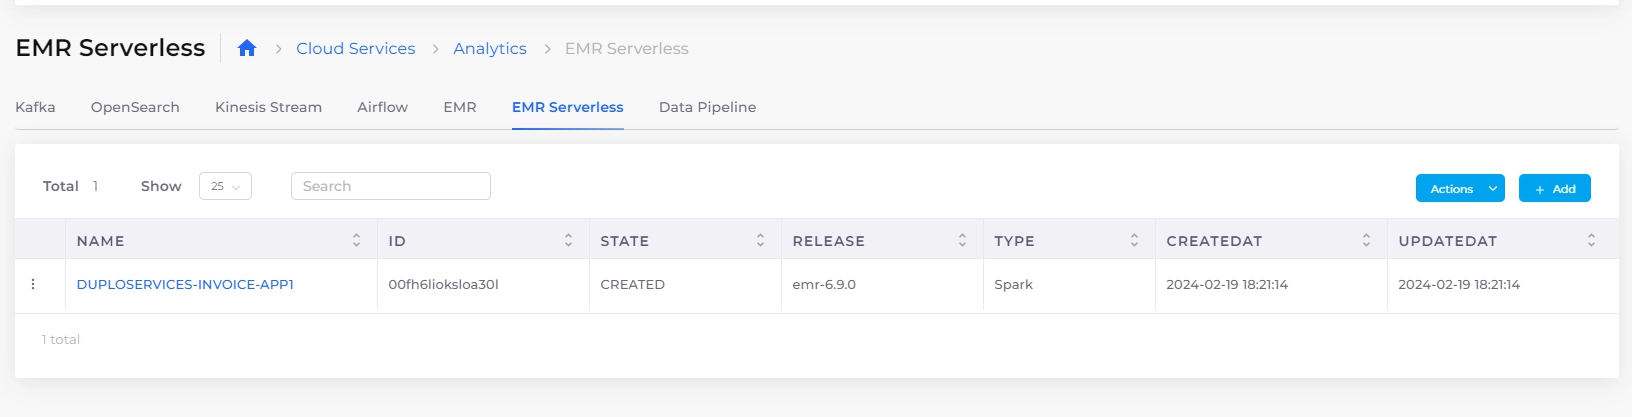 EMR Serverless
Cloud Services > Analytics > EMR Serverless
Kafka OpenSearch Kinesis Stream Airflow EMR EMR Serverless Data Pipeline
Total 1 Show 25 Search Actions + Add
NAME ID STATE RELEASE TYPE CREATEDAT UPDATEDAT
DUPLOSERVICES-INVOICE-APP1 00fh6lioksloa30l CREATED emr-6.9.0 Spark 2024-02-19 18:21:14 2024-02-19 18:21:14
1 total